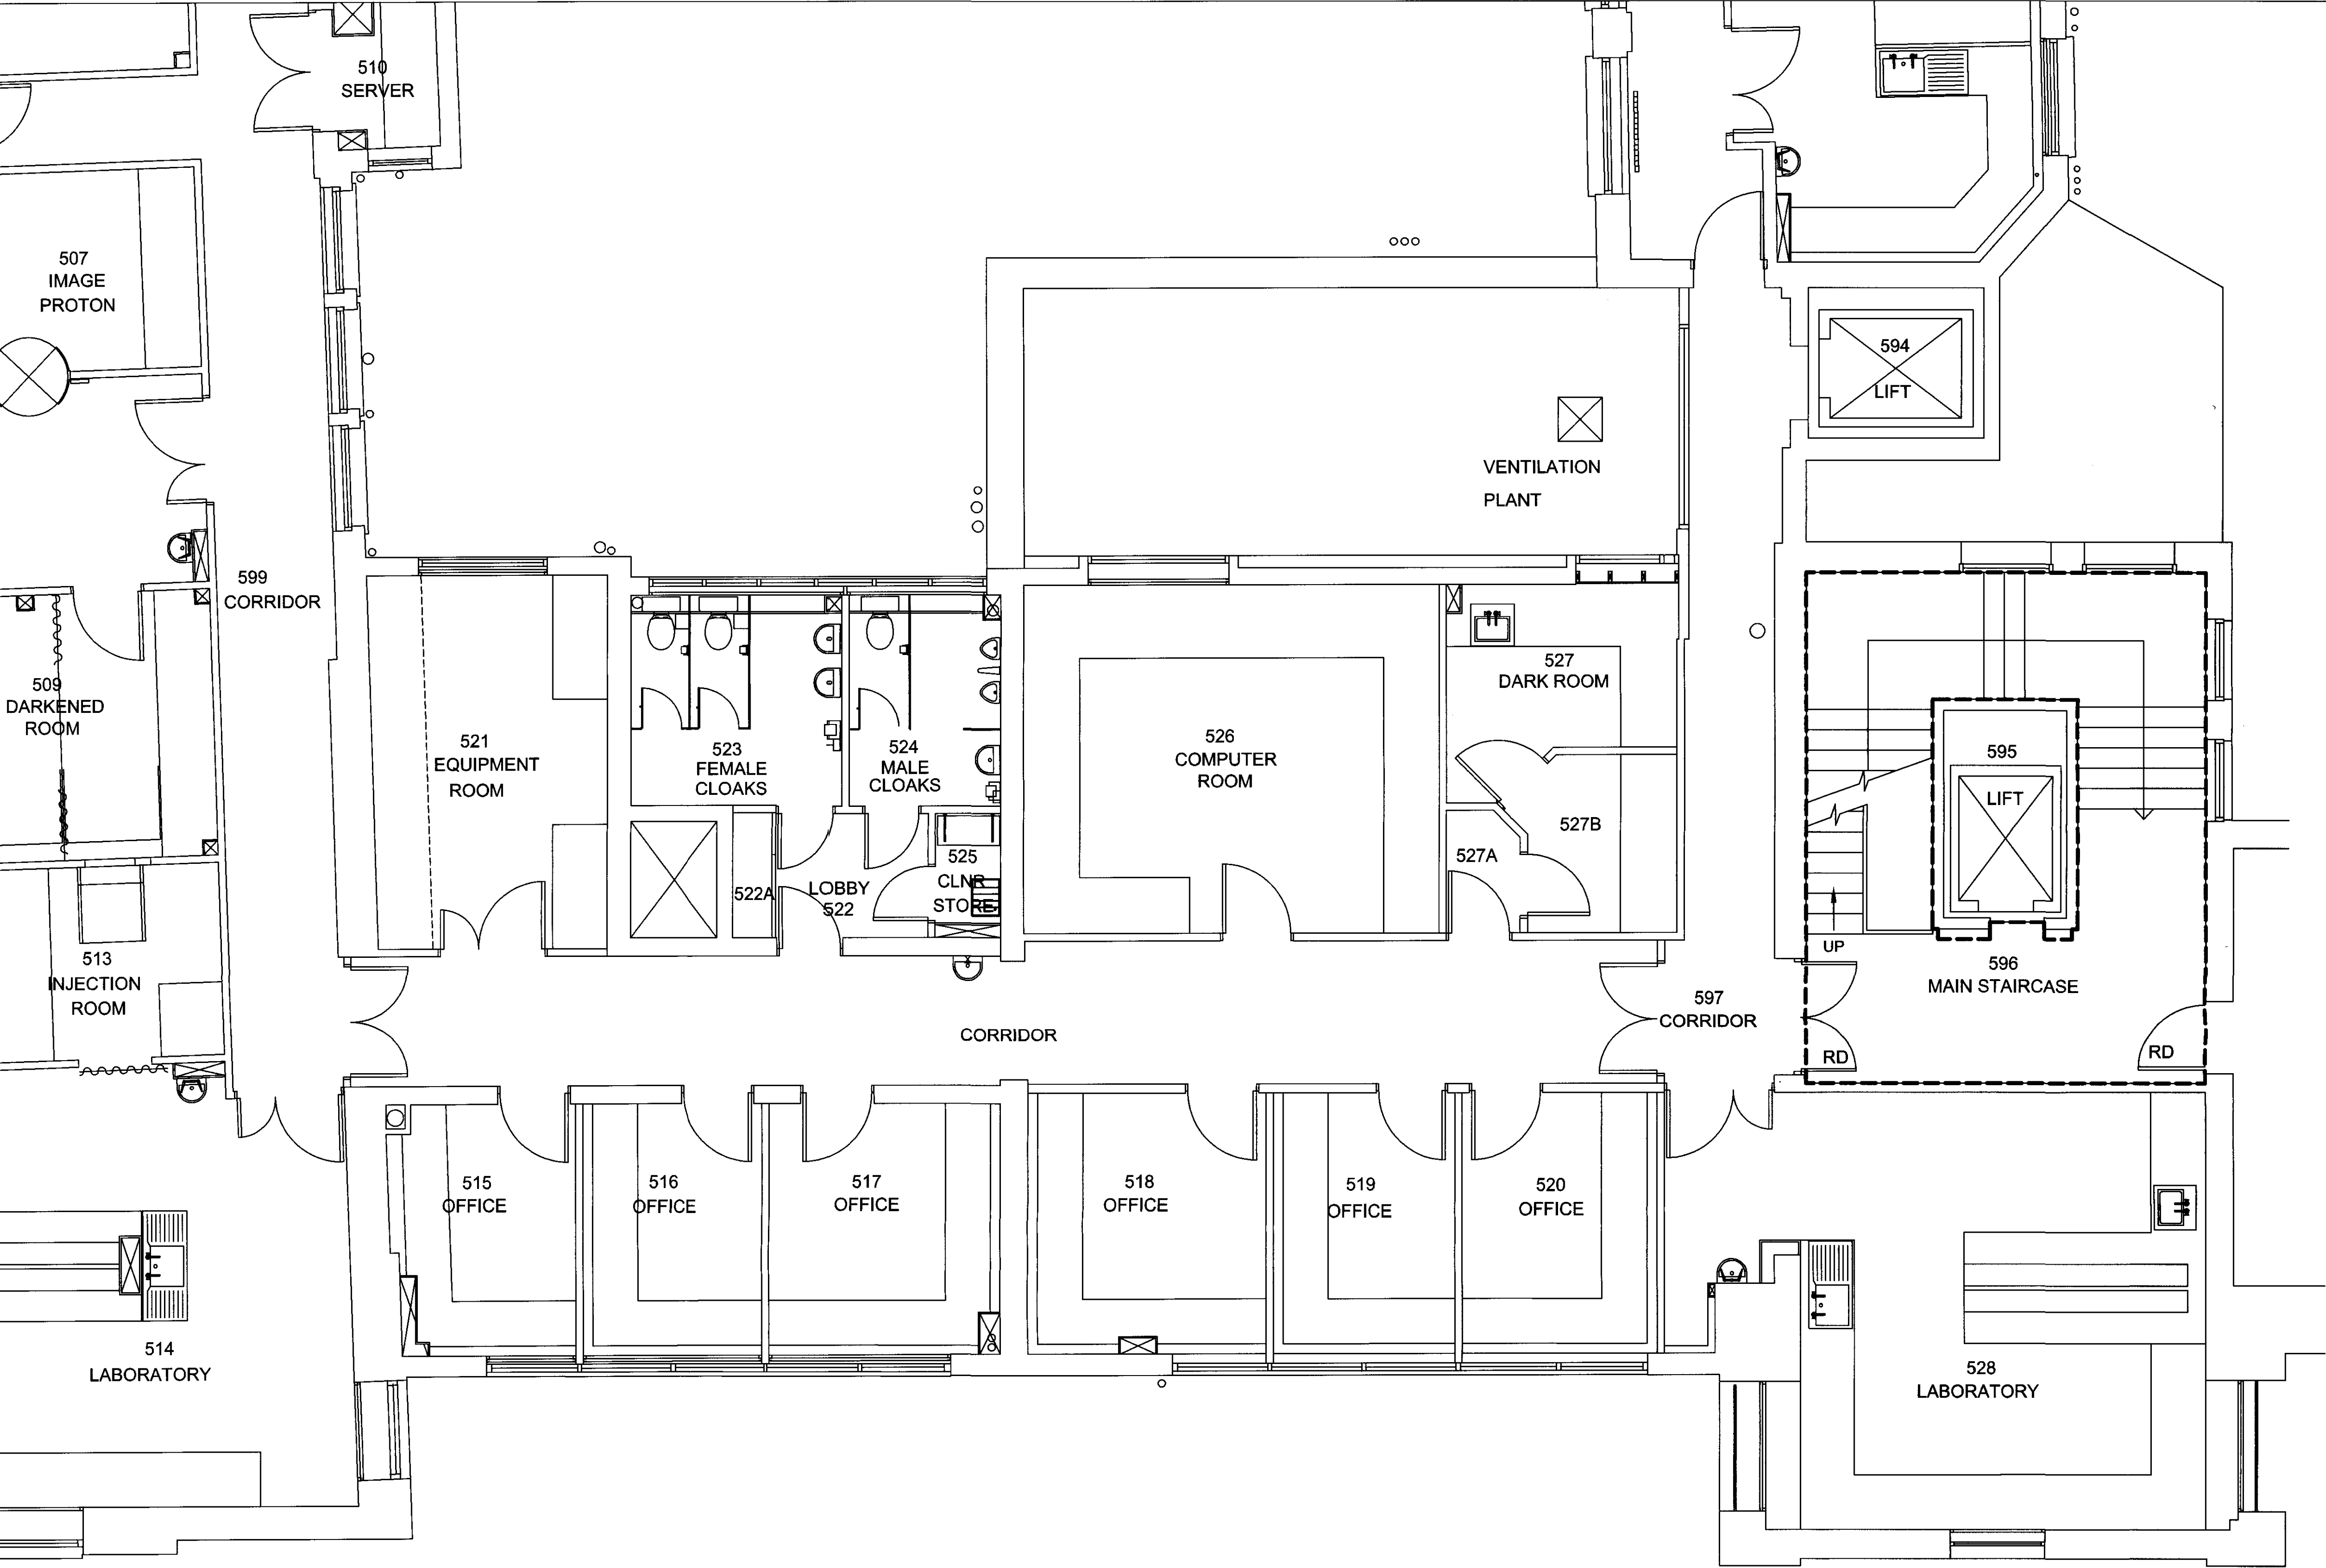 510
SERVER
507
IMAGE
PROTON
594
LIFT
VENTILATION
PLANT
599
CORRIDOR
509
DARKENED
ROOM
521
EQUIPMENT
ROOM
523
FEMALE
CLOAKS
524
MALE
CLOAKS
526
COMPUTER
ROOM
527
DARK ROOM
527B
527A
595
LIFT
522A
LOBBY
522
525
CLNR
STORE
UP
513
INJECTION
ROOM
CORRIDOR
597
CORRIDOR
596
MAIN STAIRCASE
RD
RD
515
OFFICE
516
OFFICE
517
OFFICE
518
OFFICE
519
OFFICE
520
OFFICE
514
LABORATORY
528
LABORATORY